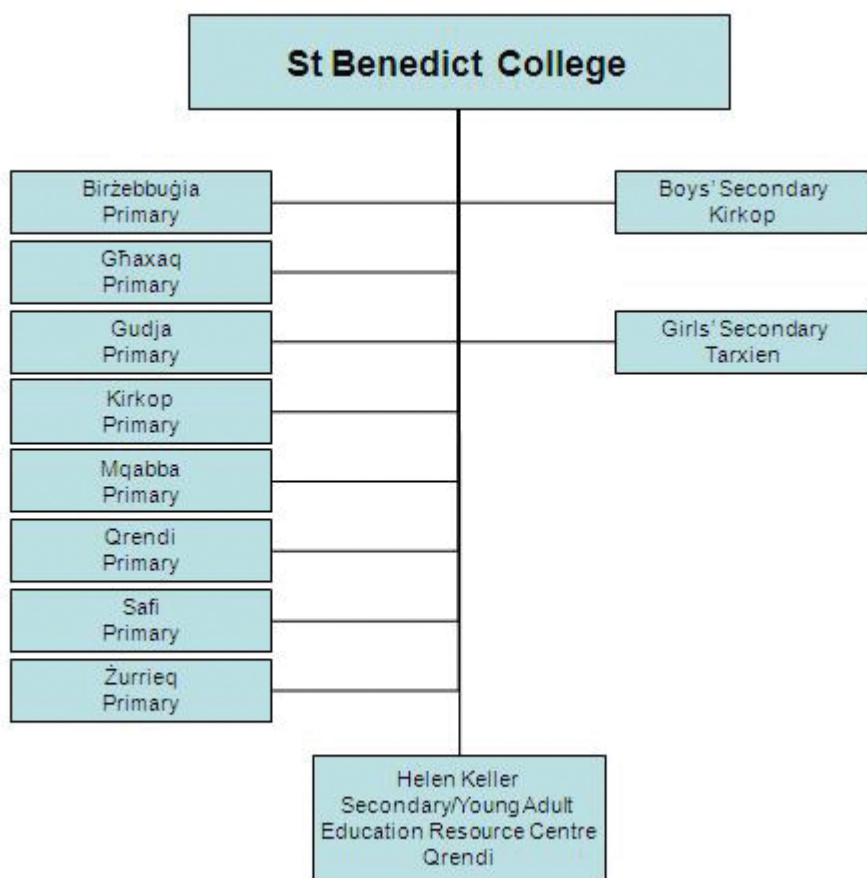 St Benedict College
Birżebbuġia
Primary
Boys' Secondary
Kirkop
Għaxaq
Primary
Gudja
Primary
Girls' Secondary
Tarxien
Kirkop
Primary
Mqabba
Primary
Qrendi
Primary
Safi
Primary
Żurrieq
Primary
Helen Keller
Secondary/Young Adult
Education Resource Centre
Qrendi